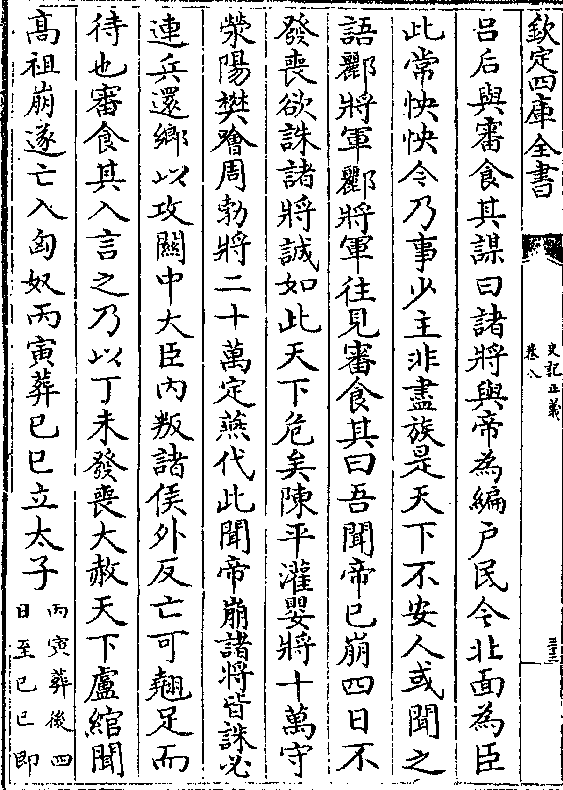 欽定四庫全書
史記正義
卷八
三十三
呂后與審食其謀曰諸將與帝為編户民今北面為臣
此常怏怏今乃事少主非盡族是天下不安人或聞之
語酈將軍酈將軍往見審食其曰吾聞帝已崩四日不
發喪欲誅諸將誠如此天下危矣陳平灌嬰將十萬守
滎陽樊噲周勃將二十萬定燕代此聞帝崩諸將皆誅必
連兵還鄉以攻關中大臣内叛諸侯外反亡可翹足而
待也審食其入言之乃以丁未發喪大赦天下盧綰聞
高祖崩遂亡入匈奴丙寅葬己巳立太子
丙寅葬後四
日至己巳即